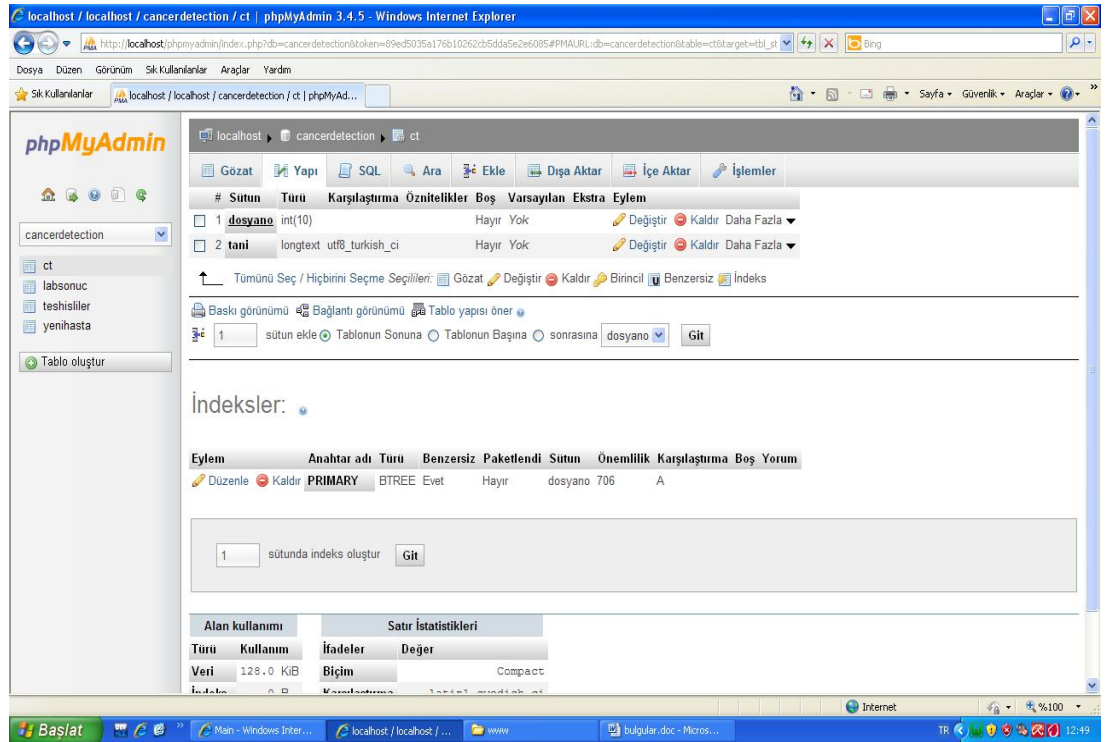 localhost / localhost / cancerdetection / ct | phpMyAdmin 3.4.5 - Windows Internet Explorer
http://localhost/phpmyadmin/index.php?db=cancerdetection&token=89ed5035a176b10262cb5dda5e2e6085#PMAURL:db=cancerdetection&table=ct&target=tbl_st
Bing
Dosya Düzen Görünüm Sık Kullanılanlar Araçlar Yardım
Sık Kullanılanlar
localhost / localhost / cancerdetection / ct | phpMyAd...
Sayfa Güvenlik Araçlar
phpMyAdmin
cancerdetection
ct
labsonuc
teshisliler
yenihasta
Tablo oluştur
localhost cancerdetection ct
Gözat Yapı SQL Ara Ekle Dışa Aktar İçe Aktar İşlemler
# Sütun Türü Karşılaştırma Öznitelikler Boş Varsayılan Ekstra Eylem
1 dosyano int(10) Hayır Yok Değiştir Kaldır Daha Fazla
2 tani longtext utf8_turkish_ci Hayır Yok Değiştir Kaldır Daha Fazla
Tümünü Seç / Hiçbirini Seçme Seçilileri: Gözat Değiştir Kaldır Birincil Benzersiz İndeks
Baskı görünümü Bağlantı görünümü Tablo yapısı öner
1 sütun ekle Tablonun Sonuna Tablonun Başına sonrasına dosyano Git
İndeksler:
Eylem Anahtar adı Türü Benzersiz Paketlendi Sütun Önemlilik Karşılaştırma Boş Yorum
Düzenle Kaldır PRIMARY BTREE Evet Hayır dosyano 706 A
1 sütunda indeks oluştur Git
Alan kullanımı
Türü Kullanım
Veri 128.0 KiB
İndeks 0 B
Satır İstatistikleri
İfadeler Değer
Biçim Compact
Karşılaştırma latin1_swedish_ci
Internet %100
Başlat Main - Windows Inter... localhost / localhost / ... www bulgular.doc - Micros... TR 12:49